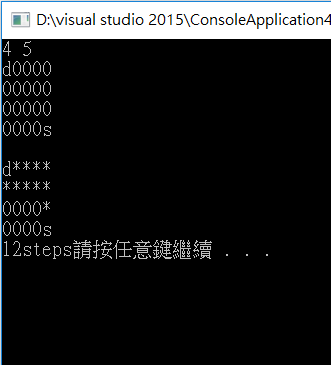 D:\visual studio 2015\ConsoleApplication4
4 5
d0000
00000
00000
0000s
d****
*****
0000*
0000s
12steps請按任意鍵繼續 . . .